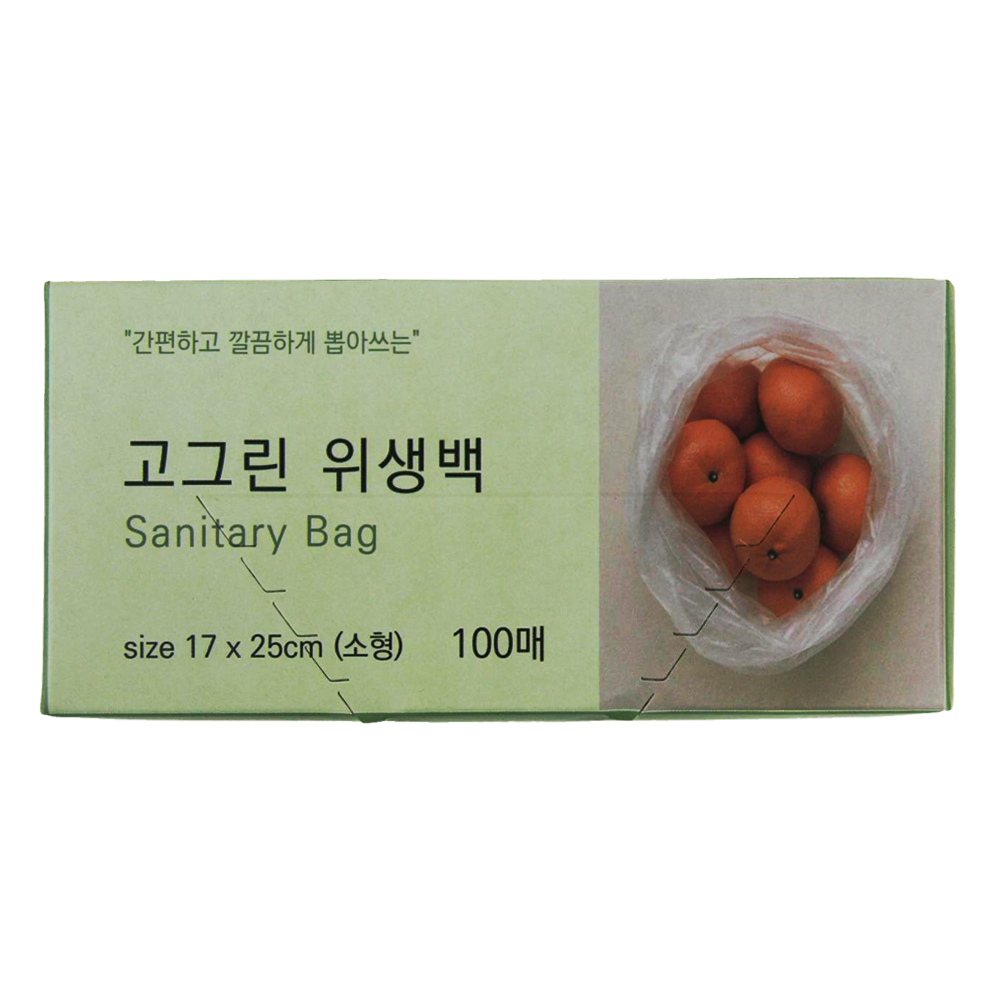 "간편하고 깔끔하게 뽑아쓰는"
고그린 위생백
Sanitary Bag
size 17 x 25cm (소형) 100매